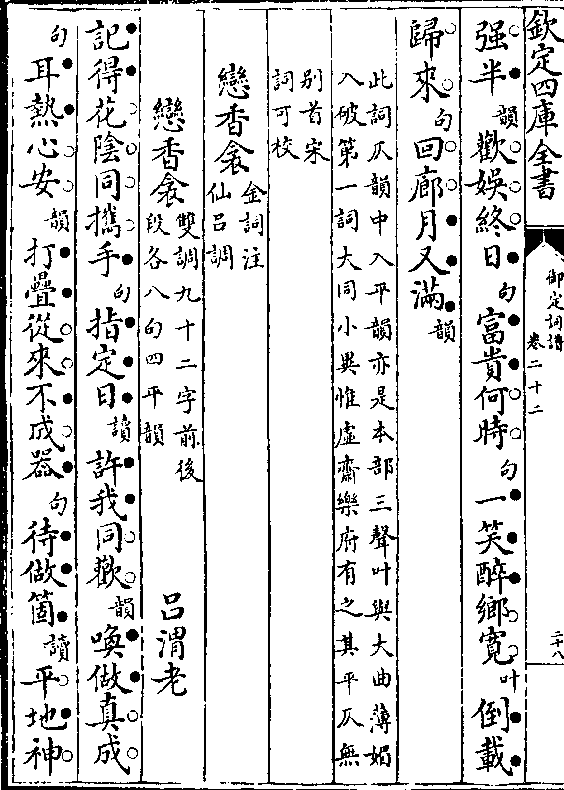 欽定四庫全書
御定詞譜
卷二十二
二十八
强半韻歡娛終日句富貴何時句一笑醉鄉寛叶倒載
歸來句回廊月又滿韻
此詞仄韻中入平韻亦是本部三聲叶與大曲薄媚
入破第一詞大同小異惟虛齋樂府有之其平仄無
别首宋
詞可校
戀香衾金詞注
仙呂調
戀香衾雙調九十二字前後
段各八句四平韻 呂渭老
記得花陰同攜手句指定日讀許我同歡韻喚做真成
句耳熱心安韻打疊從來不成器句待做箇讀平地神